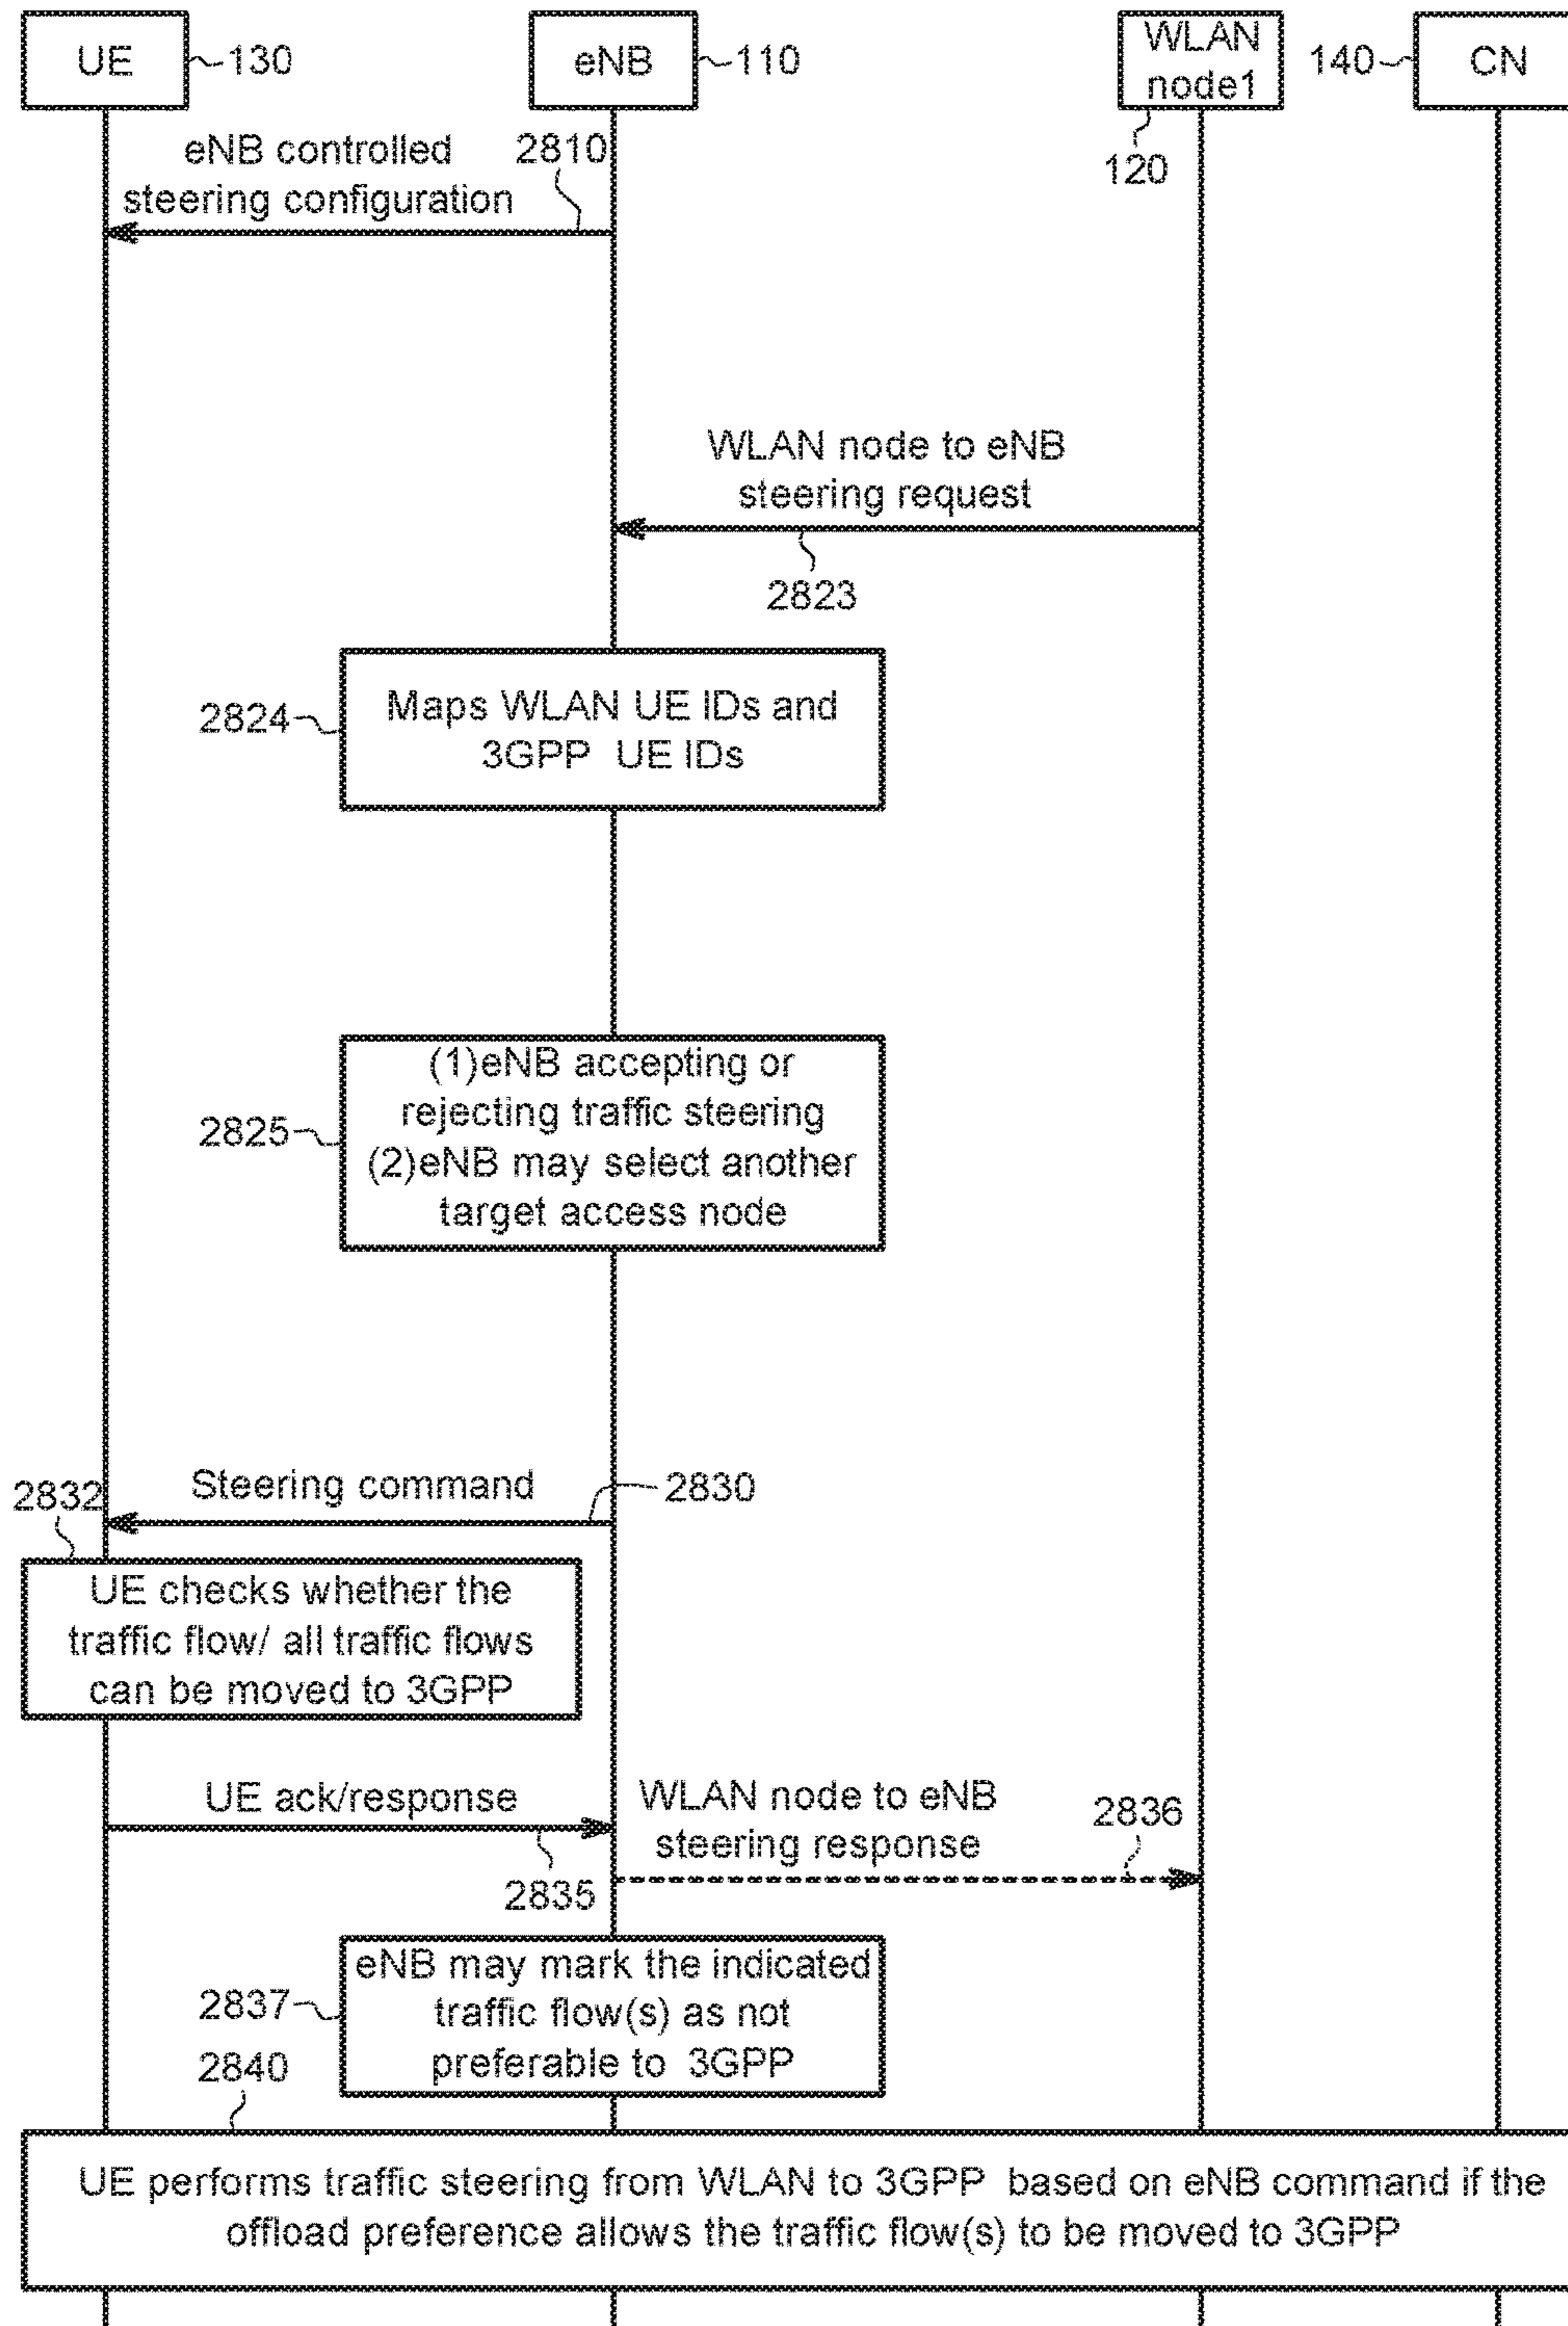 UE
130
eNB
110
WLAN
node1
120
140
CN
eNB controlled
steering configuration
2810
WLAN node to eNB
steering request
2823
2824
Maps WLAN UE IDs and
3GPP UE IDs
2825
(1)eNB accepting or
rejecting traffic steering
(2)eNB may select another
target access node
Steering command
2830
2832
UE checks whether the
traffic flow/ all traffic flows
can be moved to 3GPP
UE ack/response
2835
WLAN node to eNB
steering response
2836
2837
eNB may mark the indicated
traffic flow(s) as not
preferable to 3GPP
2840
UE performs traffic steering from WLAN to 3GPP based on eNB command if the
offload preference allows the traffic flow(s) to be moved to 3GPP